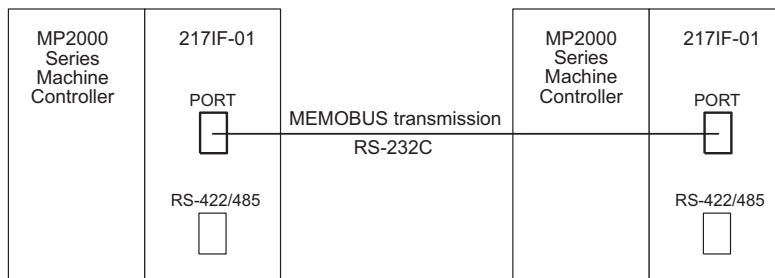 MP2000
Series
Machine
Controller
217IF-01
PORT
RS-422/485
MEMOBUS transmission
RS-232C
MP2000
Series
Machine
Controller
217IF-01
PORT
RS-422/485